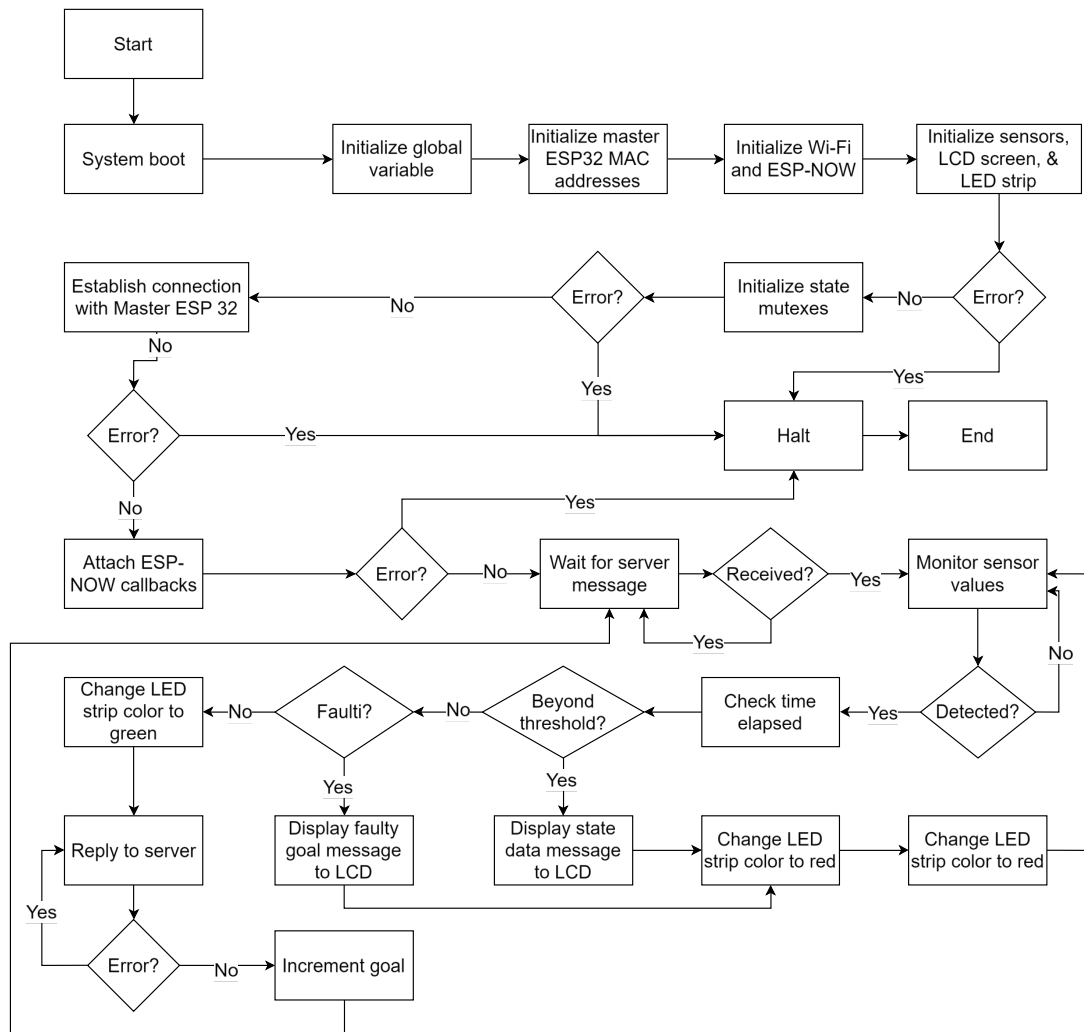 Start
System boot
Initialize global
variable
Initialize master
ESP32 MAC
addresses
Initialize Wi-Fi
and ESP-NOW
Initialize sensors,
LCD screen, &
LED strip
Establish connection
with Master ESP 32
No
Error?
Initialize state
mutexes
No
Error?
No
Yes
Yes
Error?
Yes
Halt
End
No
Yes
Attach ESP-
NOW callbacks
Error?
No
Wait for server
message
Received?
Yes
Monitor sensor
values
Yes
No
Change LED
strip color to
green
No
Faulti?
No
Beyond
threshold?
Check time
elapsed
Yes
Detected?
Yes
Yes
Reply to server
Display faulty
goal message
to LCD
Display state
data message
to LCD
Change LED
strip color to red
Change LED
strip color to red
Yes
Error?
No
Increment goal